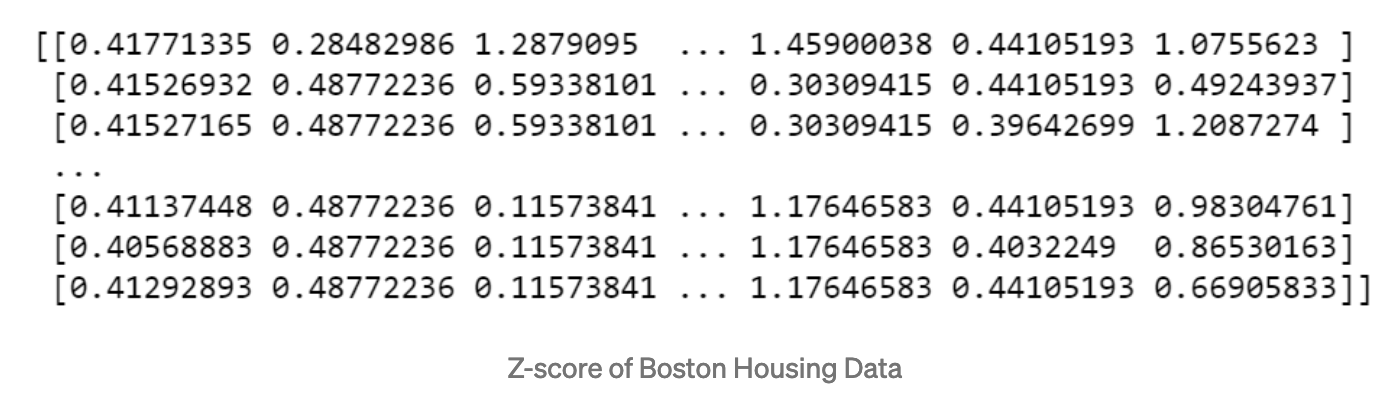 [[0.41771335 0.28482986 1.2879095 ... 1.45900038 0.44105193 1.0755623 ]
[0.41526932 0.48772236 0.59338101 ... 0.30309415 0.44105193 0.49243937]
[0.41527165 0.48772236 0.59338101 ... 0.30309415 0.39642699 1.2087274 ]
...
[0.41137448 0.48772236 0.11573841 ... 1.17646583 0.44105193 0.98304761]
[0.40568883 0.48772236 0.11573841 ... 1.17646583 0.4032249 0.86530163]
[0.41292893 0.48772236 0.11573841 ... 1.17646583 0.44105193 0.66905833]]
Z-score of Boston Housing Data